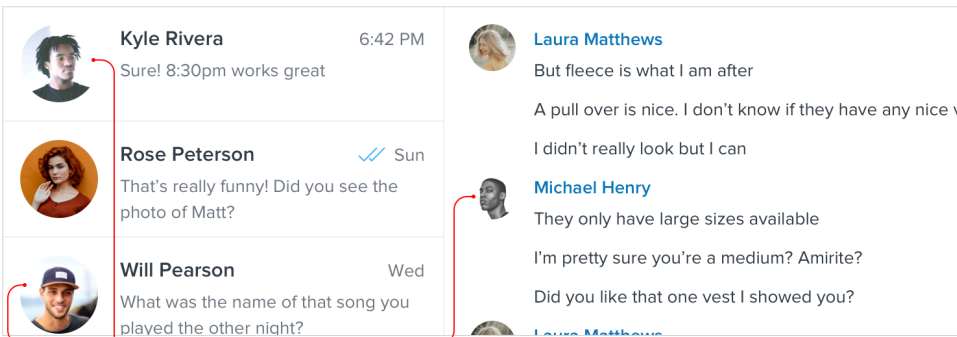 Kyle Rivera
6:42 PM
Sure! 8:30pm works great
Rose Peterson
Sun
That’s really funny! Did you see the
photo of Matt?
Will Pearson
Wed
What was the name of that song you
played the other night?
Laura Matthews
But fleece is what I am after
A pull over is nice. I don’t know if they have any nice
I didn’t really look but I can
Michael Henry
They only have large sizes available
I’m pretty sure you’re a medium? Amirite?
Did you like that one vest I showed you?
Laura Matthews